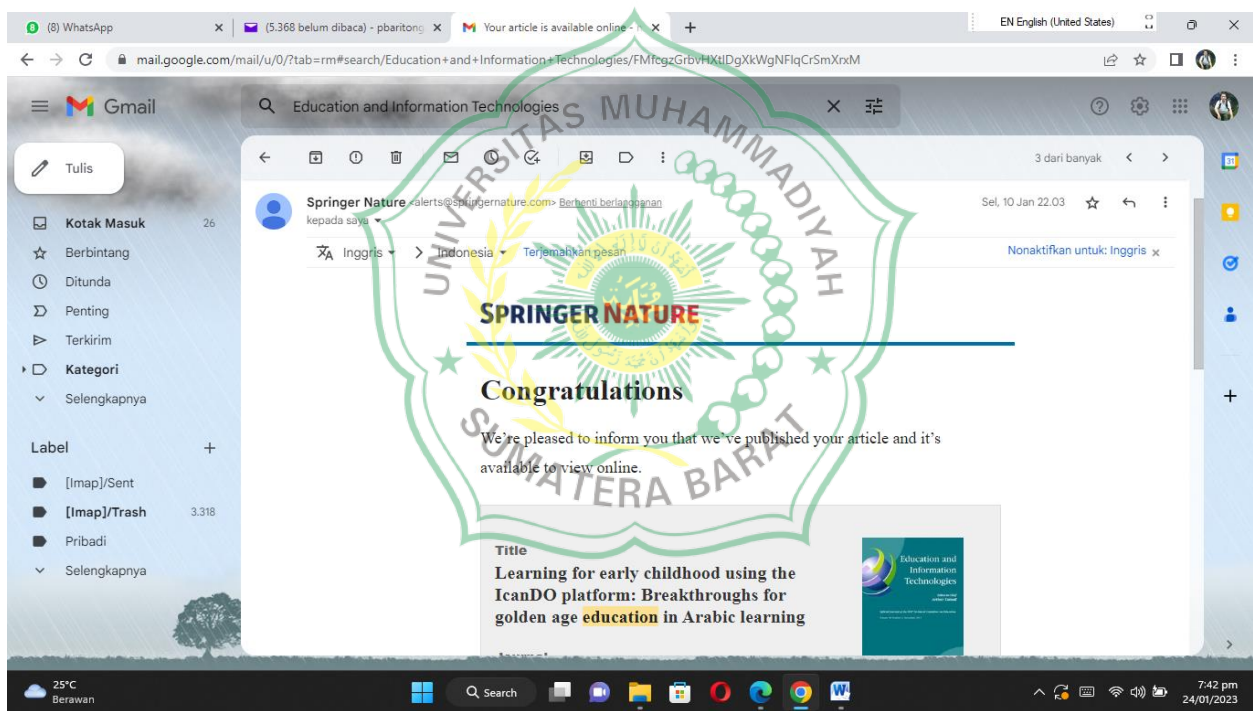 (8) WhatsApp
(5.368 belum dibaca) - pbaritong
Your article is available online -
EN English (United States)
mail.google.com/mail/u/0/?tab=rm#search/Education+and+Information+Technologies/FMfcgzGrbvHXtlDgXkWgNFlqCrSmXrxM
Gmail
Education and Information Technologies
Tulis
3 dari banyak
Kotak Masuk 26
Berbintang
Ditunda
Penting
Terkirim
Kategori
Selengkapnya
Label
[Imap]/Sent
[Imap]/Trash 3.318
Pribadi
Selengkapnya
Springer Nature <alerts@springernature.com> Berhenti berlangganan
Sel, 10 Jan 22.03
kepada saya
Inggris > Indonesia Terjemahkan pesan
Nonaktifkan untuk: Inggris x
SPRINGER NATURE
Congratulations
We're pleased to inform you that we've published your article and it's
available to view online.
Title
Learning for early childhood using the
IcanDO platform: Breakthroughs for
golden age education in Arabic learning
Education and
Information
Technologies
UNIVERSITAS MUHAMMADIYAH
SUMATERA BARAT
31
25°C
Berawan
Search
7:42 pm
24/01/2023